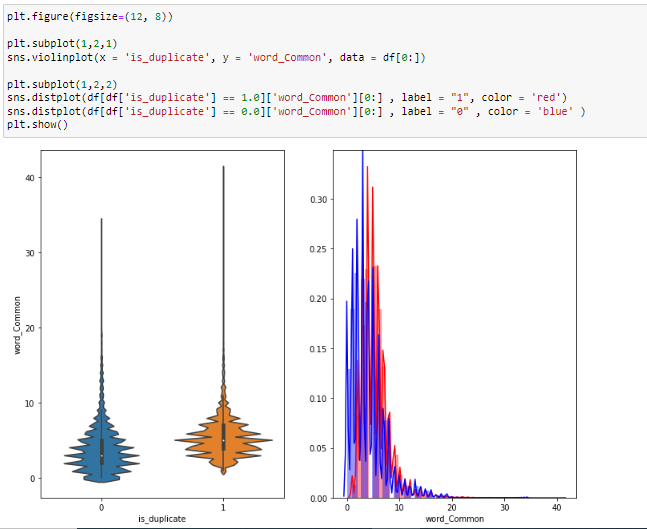 plt.figure(figsize=(12, 8))
plt.subplot(1,2,1)
sns.violinplot(x = 'is_duplicate', y = 'word_Common', data = df[0:])
plt.subplot(1,2,2)
sns.distplot(df[df['is_duplicate'] == 1.0]['word_Common'][0:] , label = "1", color = 'red')
sns.distplot(df[df['is_duplicate'] == 0.0]['word_Common'][0:] , label = "0" , color = 'blue' )
plt.show()
40
30
20
10
0
word_Common
0 1
is_duplicate
0.30
0.25
0.20
0.15
0.10
0.05
0.00
0 10 20 30 40
word_Common